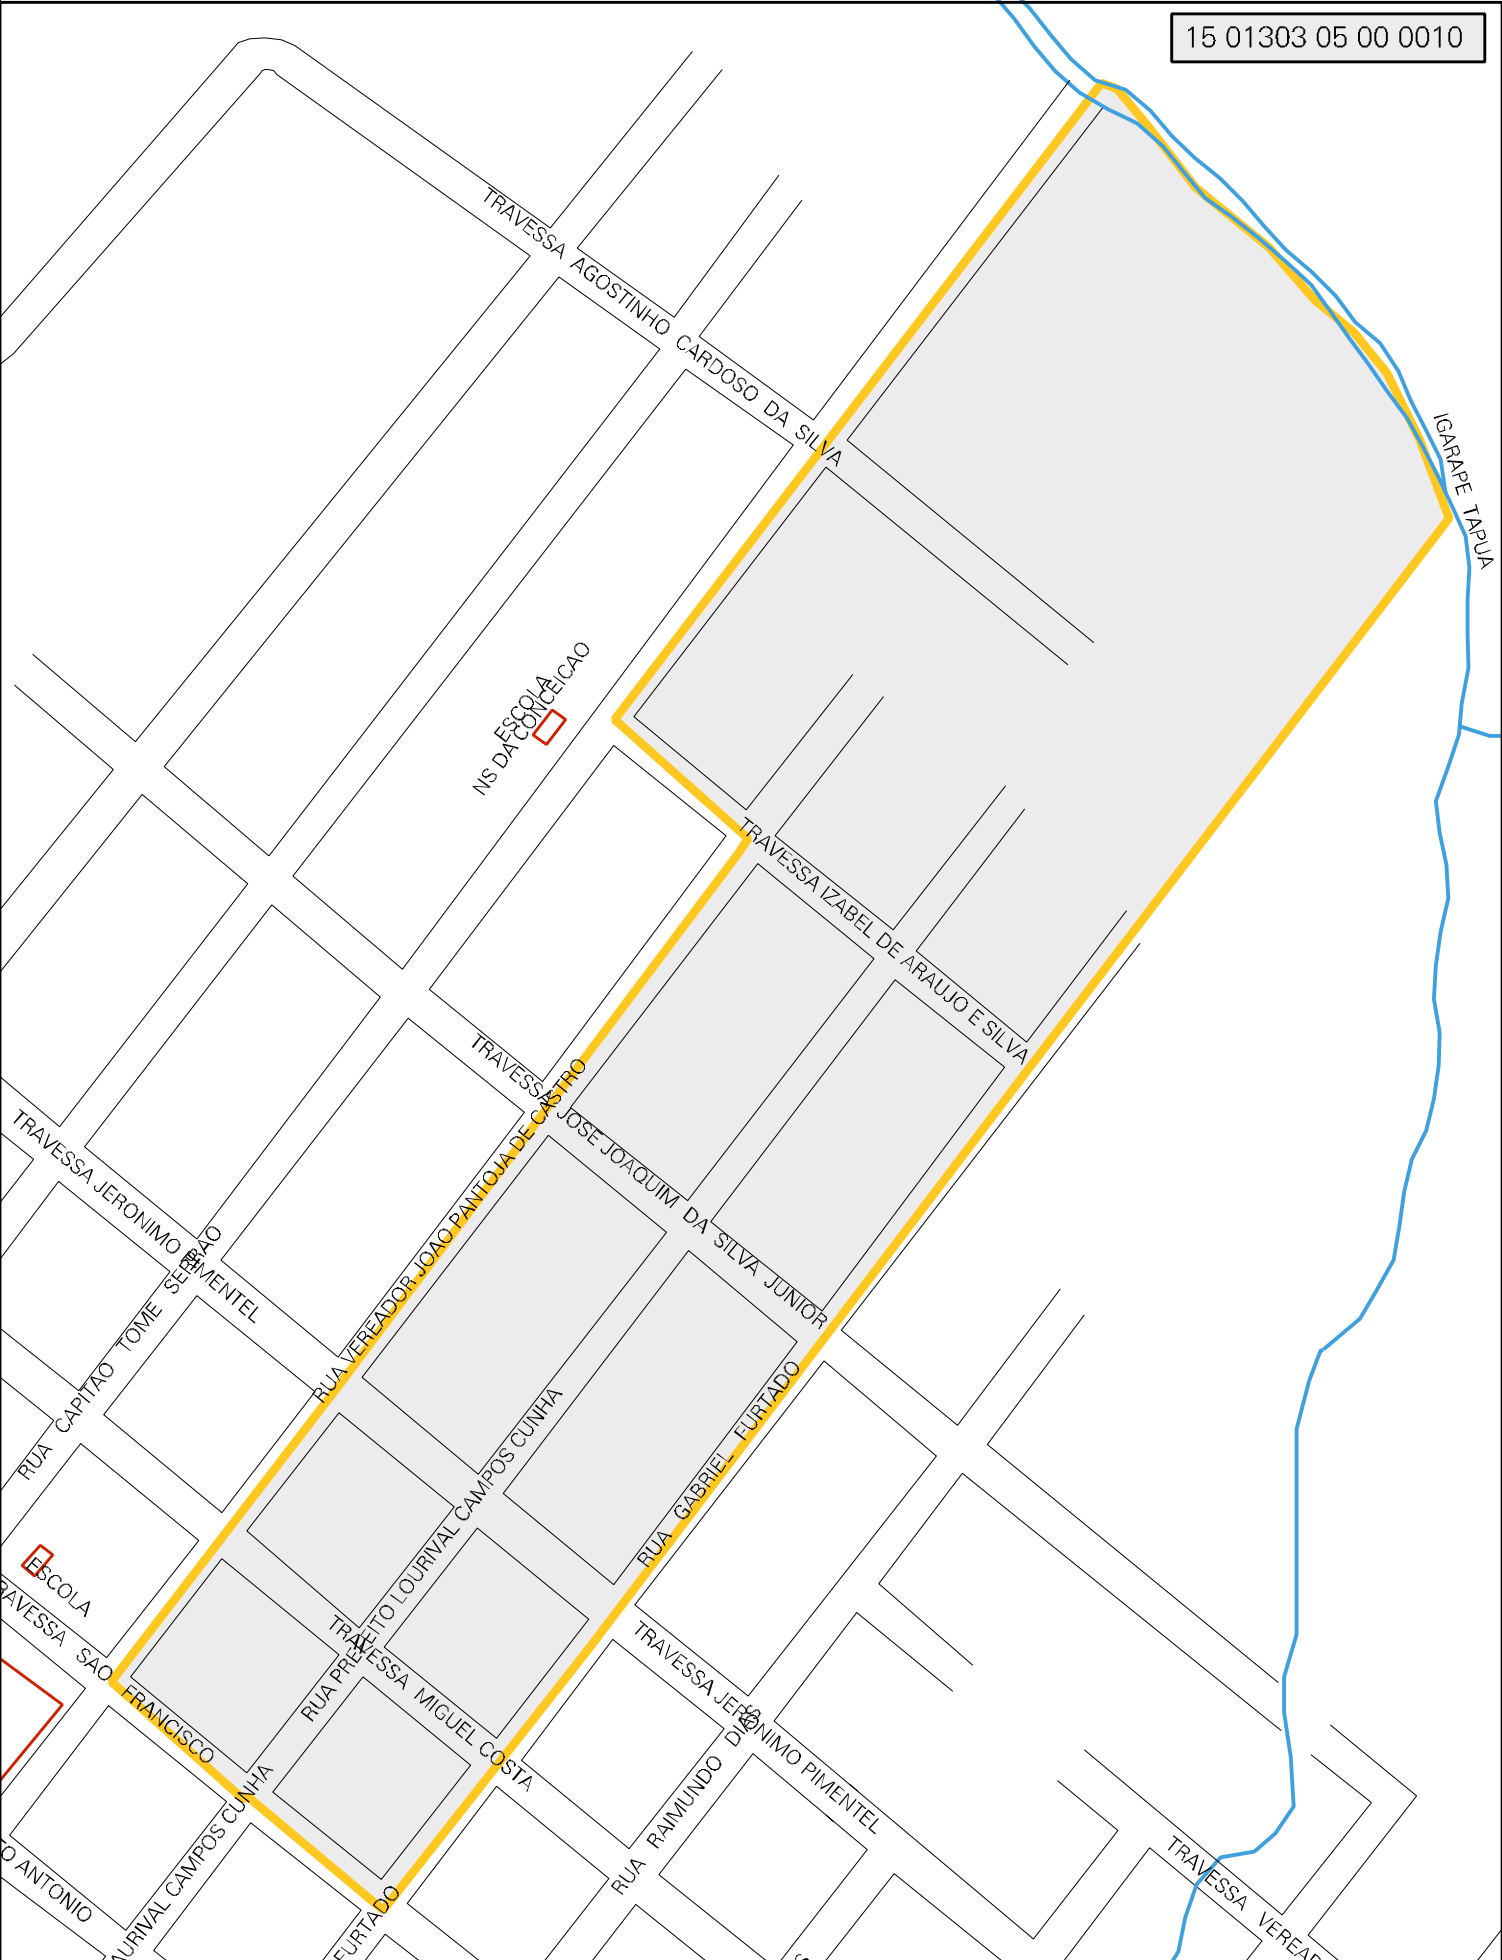 15 01303 05 00 0010
TRAVESSA AGOSTINHO CARDOSO DA SILVA
IGARAPE TAPUA
ESCOLA
NS DA CONCEICAO
TRAVESSA IZABEL DE ARAUJO E SILVA
TRAVESSA JOSE JOAQUIM DA SILVA JUNIOR
RUA VEREADOR JOAO PANTOJA DE CASTRO
TRAVESSA JERONIMO PIMENTEL
RUA CAPITAO TOME SERRAO
RUA GABRIEL FURTADO
RUA PREFEITO LOURIVAL CAMPOS CUNHA
ESCOLA
RAVESSA SAO FRANCISCO
TRAVESSA MIGUEL COSTA
TRAVESSA JERONIMO PIMENTEL
RUA RAIMUNDO DIAS
TO ANTONIO
AURIVAL CAMPOS CUNHA
FURTADO
TRAVESSA VEREAD